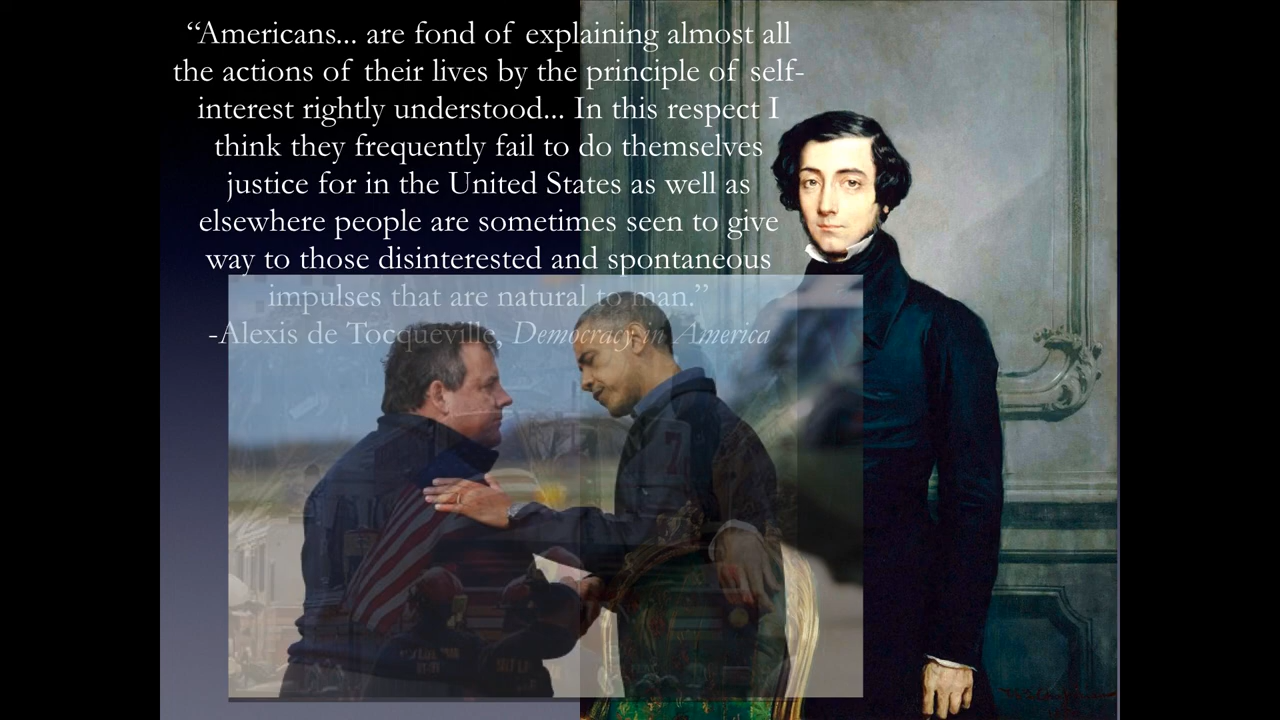 “Americans... are fond of explaining almost all
the actions of their lives by the principle of self-
interest rightly understood... In this respect I
think they frequently fail to do themselves
justice for in the United States as well as
elsewhere people are sometimes seen to give
way to those disinterested and spontaneous
impulses that are natural to man.”
-Alexis de Tocqueville, Democracy in America
7